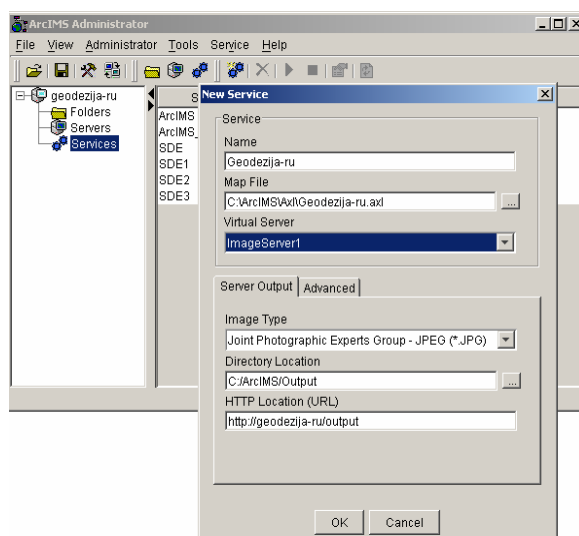 ArcIMS Administrator
File View Administrator Tools Service Help
geodezija-ru
Folders
Servers
Services
S
ArcIMS
ArcIMS_
SDE
SDE1
SDE2
SDE3
New Service
Service
Name
Geodezija-ru
Map File
C:\ArcIMS\Axl\Geodezija-ru.axl
...
Virtual Server
ImageServer1
Server Output
Advanced
Image Type
Joint Photographic Experts Group - JPEG (*.JPG)
Directory Location
C:/ArcIMS/Output
...
HTTP Location (URL)
http://geodezija-ru/output
OK
Cancel